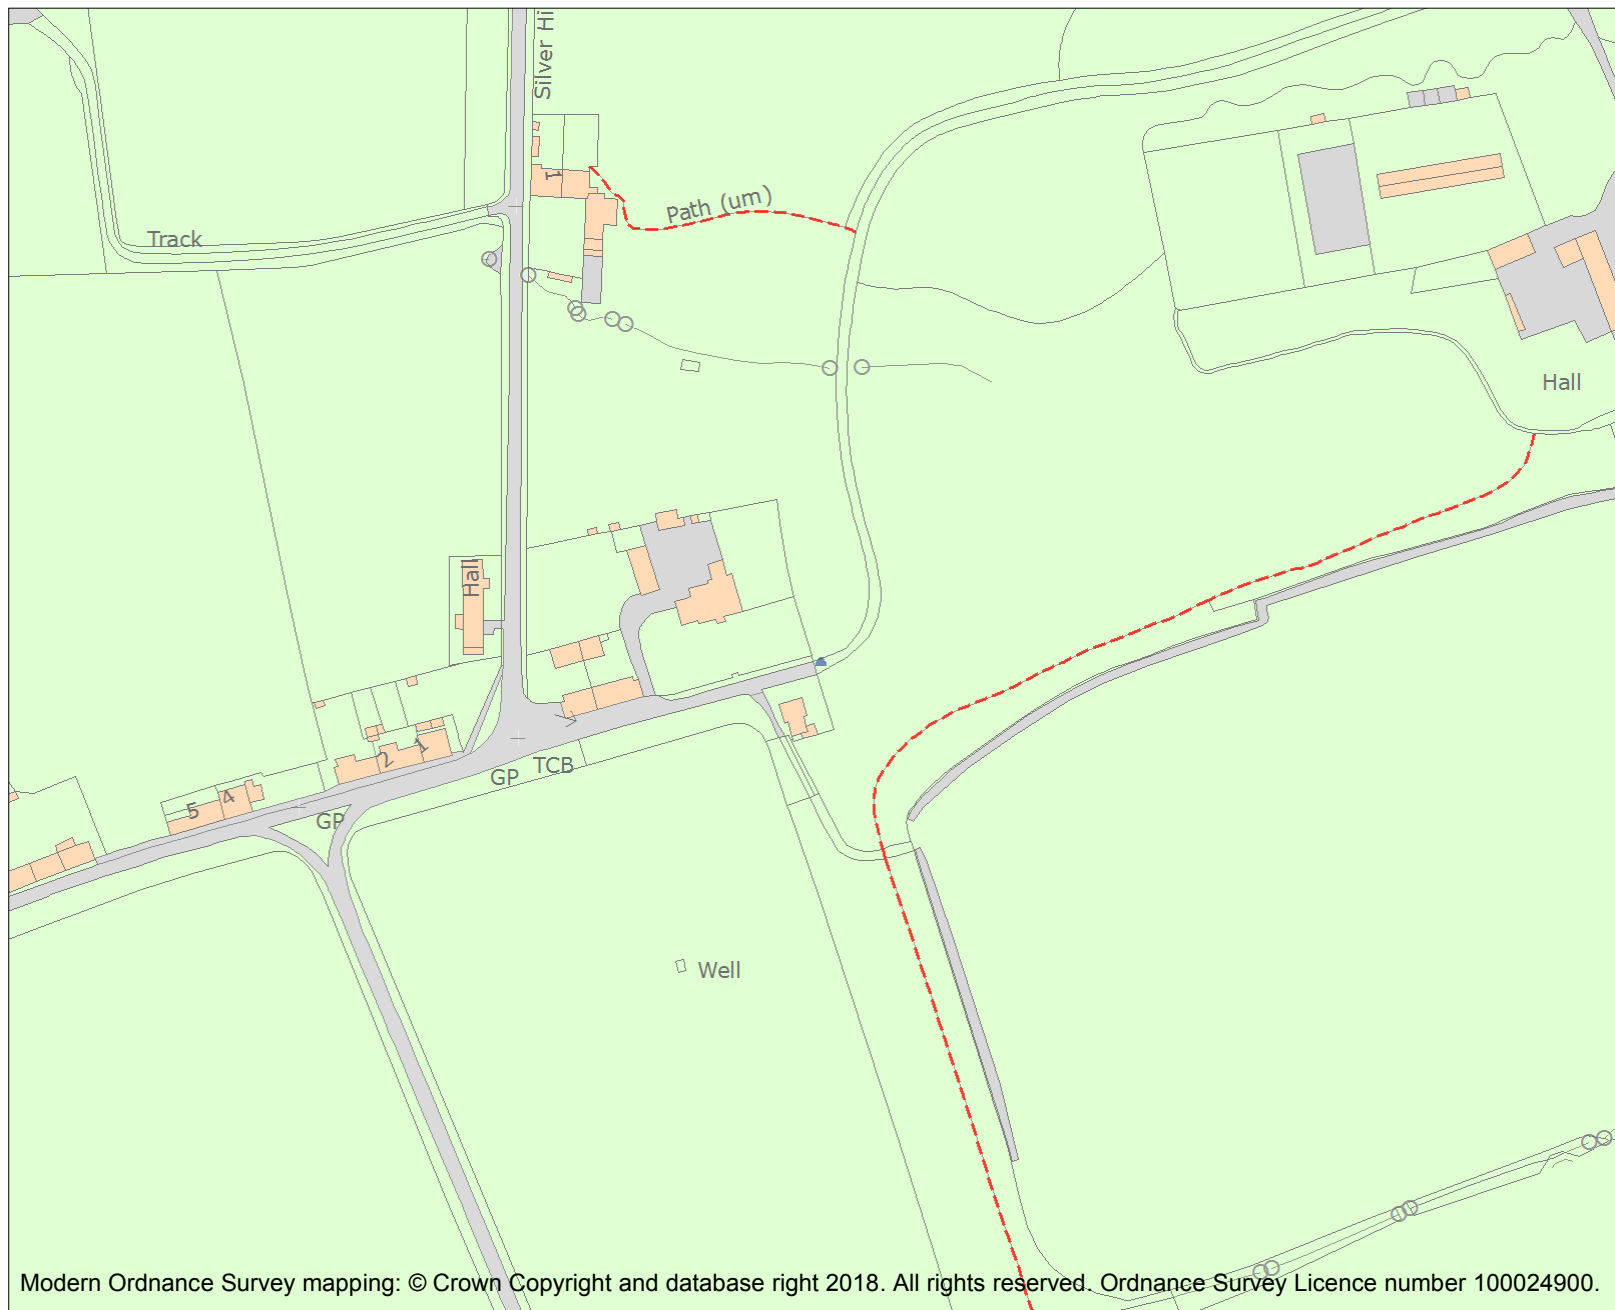 Silver Hi
1
Path (um)
Track
Hall
Hall
1
2
TCB
GP
4
5
GP
Well
Modern Ordnance Survey mapping: © Crown Copyright and database right 2018. All rights reserved. Ordnance Survey Licence number 100024900.